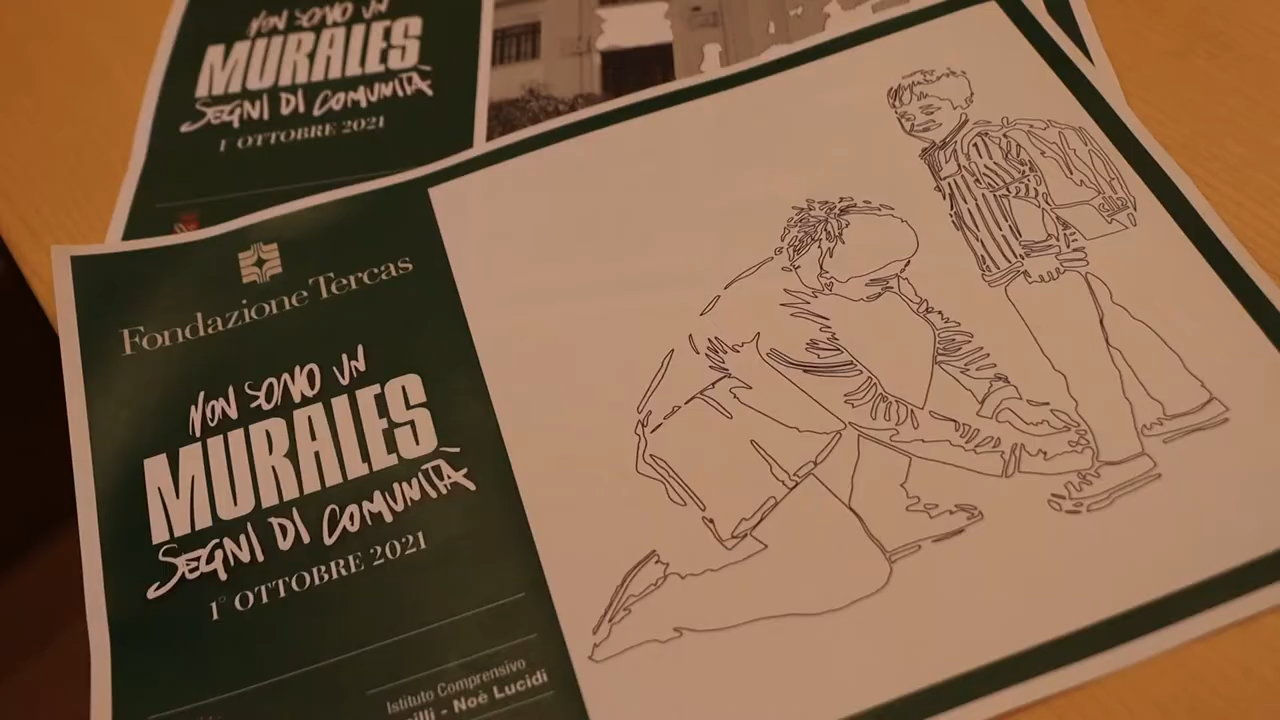 NON SONO UN
MURALES
SEGNI DI COMUNITÀ
1° OTTOBRE 2021
Fondazione Tercas
NON SONO UN
MURALES
SEGNI DI COMUNITÀ
1° OTTOBRE 2021
Istituto Comprensivo
- Noè Lucidi